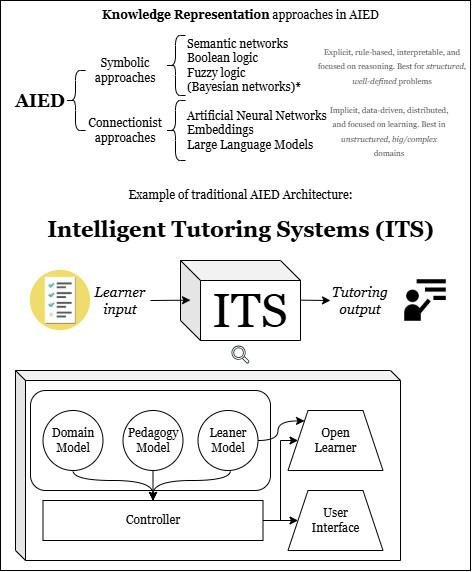 Knowledge Representation approaches in AIED
AIED
Symbolic
approaches
Semantic networks
Boolean logic
Fuzzy logic
(Bayesian networks)*
Explicit, rule-based, interpretable, and
focused on reasoning. Best for structured,
well-defined problems
Connectionist
approaches
Artificial Neural Networks
Embeddings
Large Language Models
Implicit, data-driven, distributed,
and focused on learning. Best in
unstructured, big/complex
domains
Example of traditional AIED Architecture:
Intelligent Tutoring Systems (ITS)
Learner
input
ITS
Tutoring
output
Domain
Model
Pedagogy
Model
Leaner
Model
Open
Learner
Controller
User
Interface